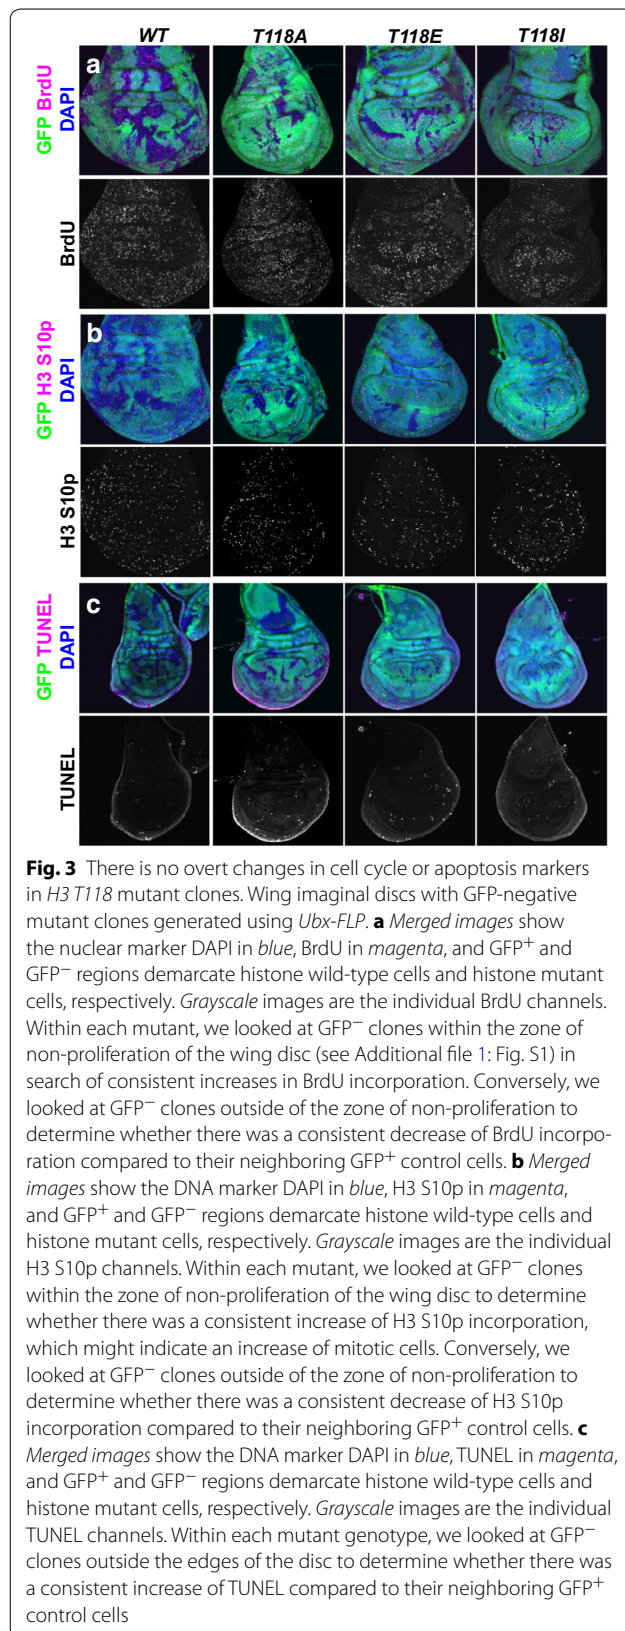 WT T118A T118E T118I
a
GFP BrdU
DAPI
BrdU
b
GFP H3 S10p
DAPI
H3 S10p
c
GFP TUNEL
DAPI
TUNEL
Fig. 3 There is no overt changes in cell cycle or apoptosis markers
in H3 T118 mutant clones. Wing imaginal discs with GFP-negative
mutant clones generated using Ubx-FLP. a Merged images show
the nuclear marker DAPI in blue, BrdU in magenta, and GFP⁺ and
GFP⁻ regions demarcate histone wild-type cells and histone mutant
cells, respectively. Grayscale images are the individual BrdU channels.
Within each mutant, we looked at GFP⁻ clones within the zone of
non-proliferation of the wing disc (see Additional file 1: Fig. S1) in
search of consistent increases in BrdU incorporation. Conversely, we
looked at GFP⁻ clones outside of the zone of non-proliferation to
determine whether there was a consistent decrease of BrdU incorpo-
ration compared to their neighboring GFP⁺ control cells. b Merged
images show the DNA marker DAPI in blue, H3 S10p in magenta,
and GFP⁺ and GFP⁻ regions demarcate histone wild-type cells and
histone mutant cells, respectively. Grayscale images are the individual
H3 S10p channels. Within each mutant, we looked at GFP⁻ clones
within the zone of non-proliferation of the wing disc to determine
whether there was a consistent increase of H3 S10p incorporation,
which might indicate an increase of mitotic cells. Conversely, we
looked at GFP⁻ clones outside of the zone of non-proliferation to
determine whether there was a consistent decrease of H3 S10p
incorporation compared to their neighboring GFP⁺ control cells. c
Merged images show the DNA marker DAPI in blue, TUNEL in magenta,
and GFP⁺ and GFP⁻ regions demarcate histone wild-type cells and
histone mutant cells, respectively. Grayscale images are the individual
TUNEL channels. Within each mutant genotype, we looked at GFP⁻
clones outside the edges of the disc to determine whether there was
a consistent increase of TUNEL compared to their neighboring GFP⁺
control cells